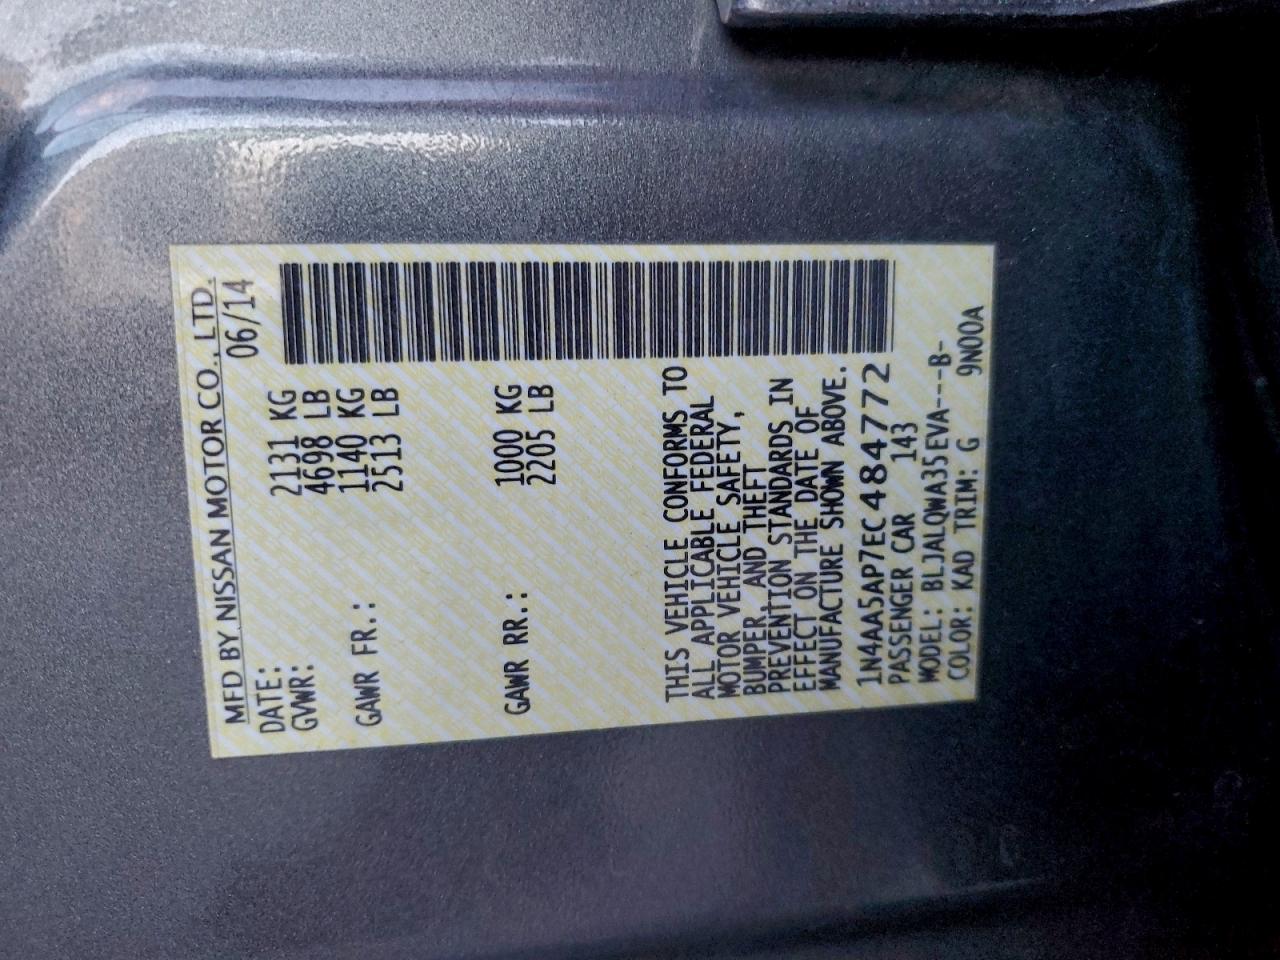 MFD BY NISSAN MOTOR CO., LTD.
DATE: 06/14
GVWR: 2131 KG
4698 LB
GAWR FR.: 1140 KG
2513 LB
GAWR RR.: 1000 KG
2205 LB
THIS VEHICLE CONFORMS TO
ALL APPLICABLE FEDERAL
MOTOR VEHICLE SAFETY,
BUMPER, AND THEFT
PREVENTION STANDARDS IN
EFFECT ON THE DATE OF
MANUFACTURE SHOWN ABOVE.
1N4AA5AP7EC484772
PASSENGER CAR 143
MODEL: BLJALQWA35EVA---B-
COLOR: KAD TRIM: G 9N00A